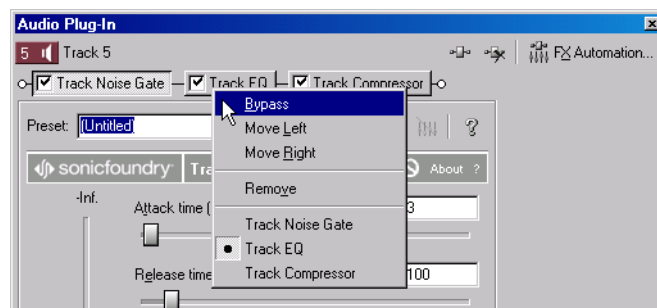 Audio Plug-In
5 Track 5
FX Automation...
Track Noise Gate Track EQ Track Compressor
Bypass
Preset: (Untitled)
Move Left
Move Right
sonicfoundry
About ?
Remove
-Inf.
Attack time (
3
Track Noise Gate
Track EQ
Release time
Track Compressor
100